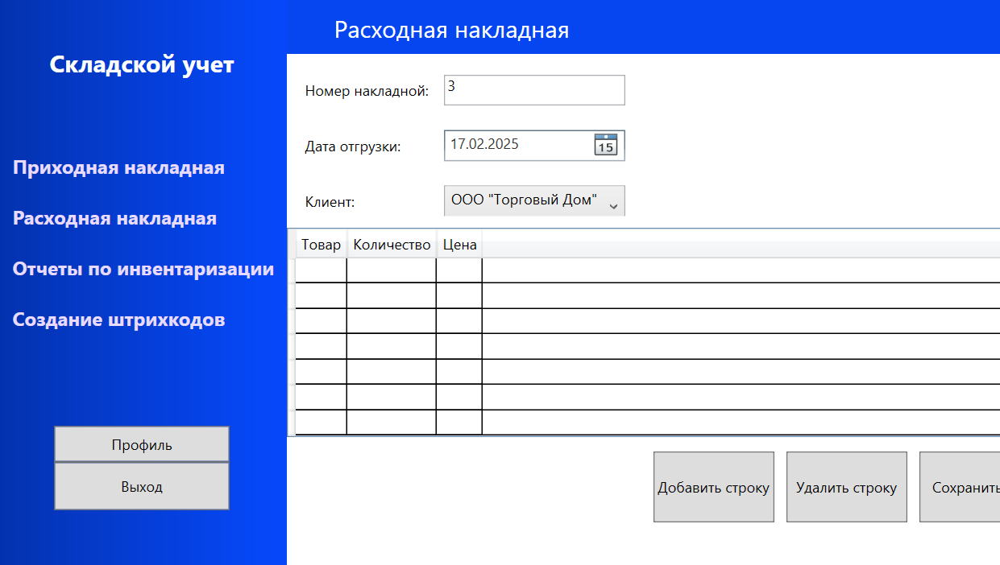 Складской учет
Приходная накладная
Расходная накладная
Отчеты по инвентаризации
Создание штрихкодов
Профиль
Выход
Расходная накладная
Номер накладной: 3
Дата отгрузки: 17.02.2025 15
Клиент: ООО "Торговый Дом"
Товар Количество Цена
Добавить строку Удалить строку Сохранить